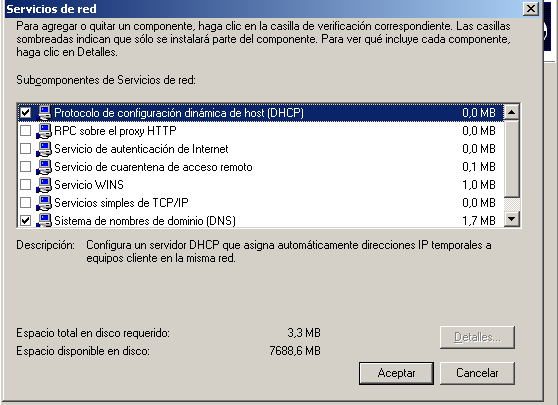 Servicios de red
Para agregar o quitar un componente, haga clic en la casilla de verificación correspondiente. Las casillas
sombreadas indican que sólo se instalará parte del componente. Para ver qué incluye cada componente,
haga clic en Detalles.
Subcomponentes de Servicios de red:
Protocolo de configuración dinámica de host (DHCP) 0,0 MB
RPC sobre el proxy HTTP 0,0 MB
Servicio de autenticación de Internet 0,0 MB
Servicio de cuarentena de acceso remoto 0,1 MB
Servicio WINS 1,0 MB
Servicios simples de TCP/IP 0,0 MB
Sistema de nombres de dominio (DNS) 1,7 MB
Descripción: Configura un servidor DHCP que asigna automáticamente direcciones IP temporales a
equipos cliente en la misma red.
Espacio total en disco requerido: 3,3 MB
Espacio disponible en disco: 7688,6 MB
Detalles...
Aceptar Cancelar